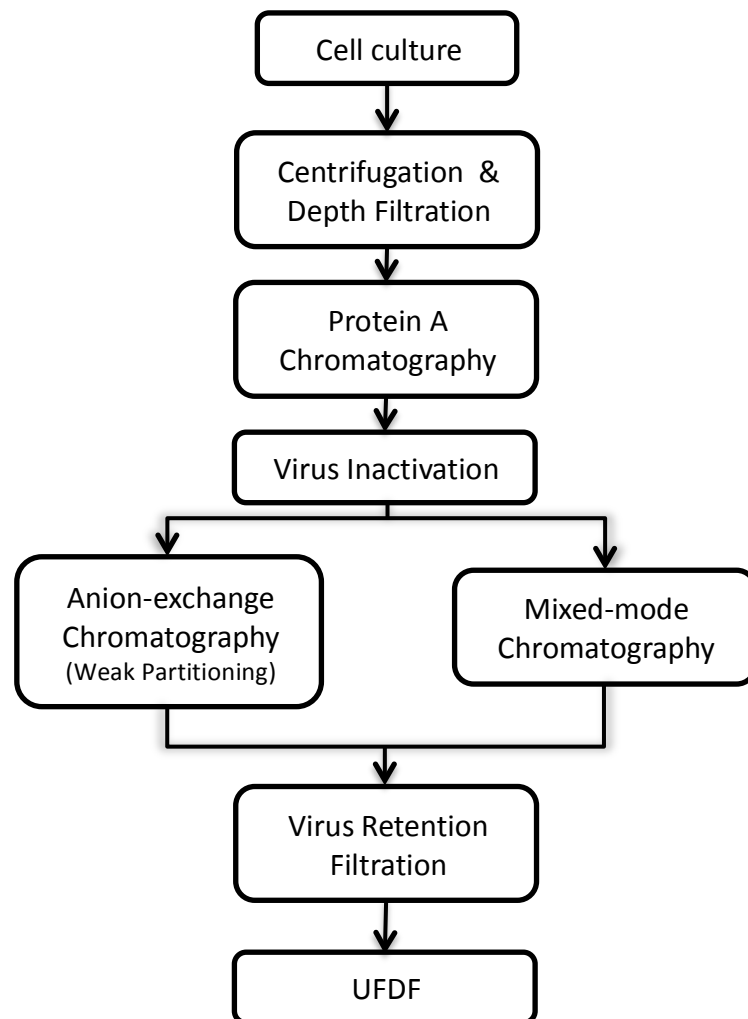 Cell culture
Centrifugation &
Depth Filtration
Protein A
Chromatography
Virus Inactivation
Anion-exchange
Chromatography
(Weak Partitioning)
Mixed-mode
Chromatography
Virus Retention
Filtration
UFDF